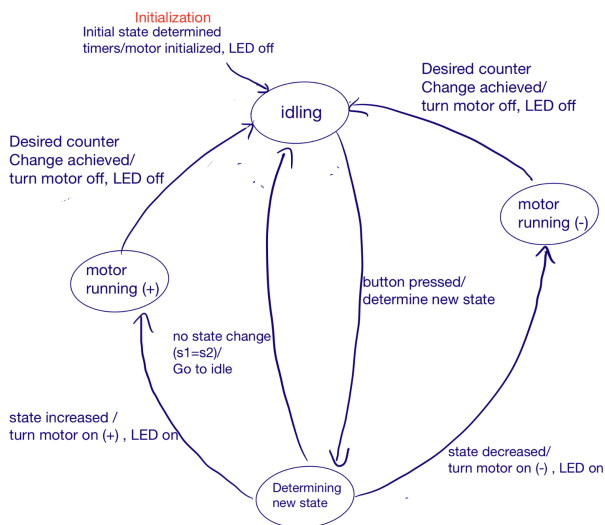 Initialization
Initial state determined
timers/motor initialized, LED off
idling
Desired counter
Change achieved/
turn motor off, LED off
Desired counter
Change achieved/
turn motor off, LED off
motor
running (+)
motor
running (-)
button pressed/
determine new state
no state change
(s1=s2)/
Go to idle
state increased /
turn motor on (+) , LED on
state decreased/
turn motor on (-) , LED on
Determining
new state